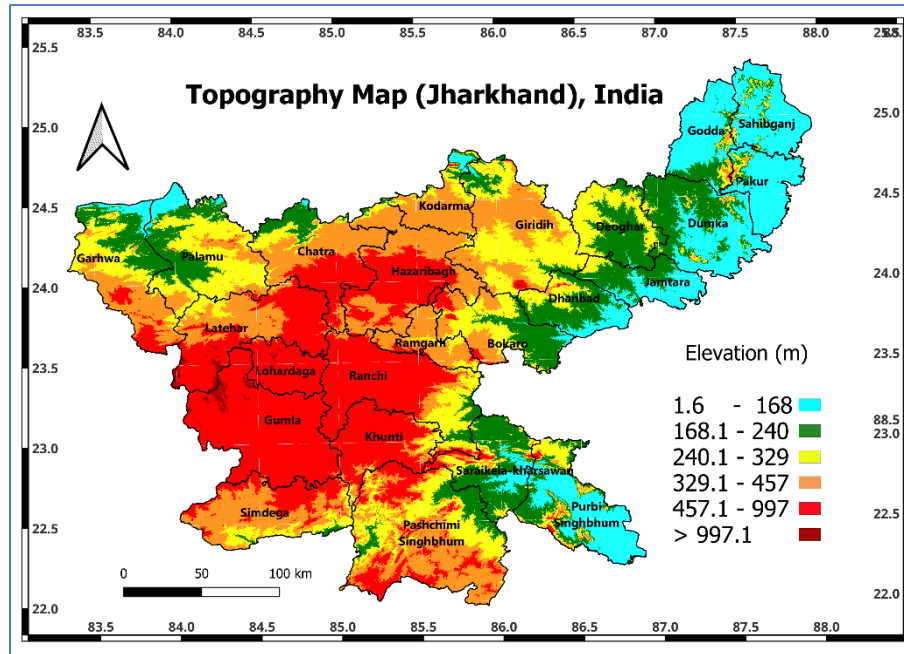 83.5 84.0 84.5 85.0 85.5 86.0 86.5 87.0 87.5 88.0
25.5
Topography Map (Jharkhand), India
25.0 25.0
Godda Sahibganj
Pakur
24.5 24.5
Kodarma
Giridih
Deoghar Dumka
Garhwa Palamu Chatra
Hazaribagh
Jamtara
24.0 24.0
Dhanbad
Latehar
Ramgarh Bokaro
23.5 23.5
Elevation (m)
Lohardaga Ranchi
1.6 - 168
Gumla
168.1 - 240
88.5
23.0 23.0
Khunti
240.1 - 329
Saraikela-kharsawan
329.1 - 457
Simdega
Purbi
Singhbhum
457.1 - 997
22.5 22.5
Pashchimi
Singhbhum
> 997.1
0 50 100 km
22.0 22.0
83.5 84.0 84.5 85.0 85.5 86.0 86.5 87.0 87.5 88.0